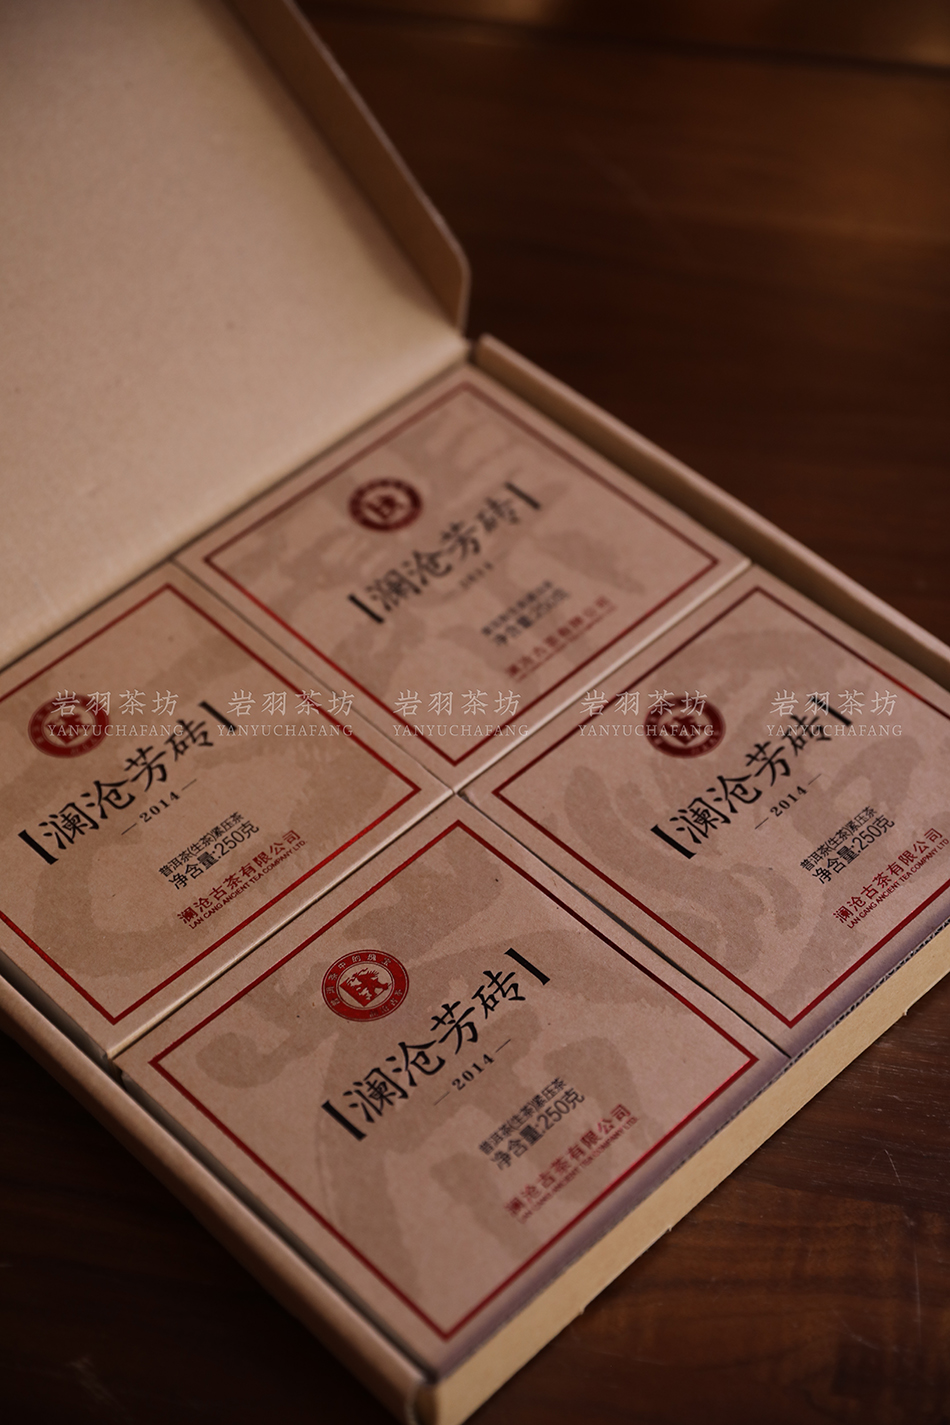 【澜沧芳砖】
2014
净含量:250克
澜沧古茶有限公司
岩羽茶坊 岩羽茶坊 岩羽茶坊 岩羽茶坊 岩羽茶坊
YANYUCHAFANG YANYUCHAFANG YANYUCHAFANG YANYUCHAFANG YANYUCHAFANG
【澜沧芳砖】
—2014—
普洱茶(生茶)紧压茶
净含量:250克
澜沧古茶有限公司
LAN CANG ANCIENT TEA COMPANY LTD.
【澜沧芳砖】
—2014—
普洱茶(生茶)紧压茶
净含量:250克
澜沧古茶有限公司
LAN CANG ANCIENT TEA COMPANY LTD.
【澜沧芳砖】
—2014—
普洱茶(生茶)紧压茶
净含量:250克
澜沧古茶有限公司
LAN CANG ANCIENT TEA COMPANY LTD.